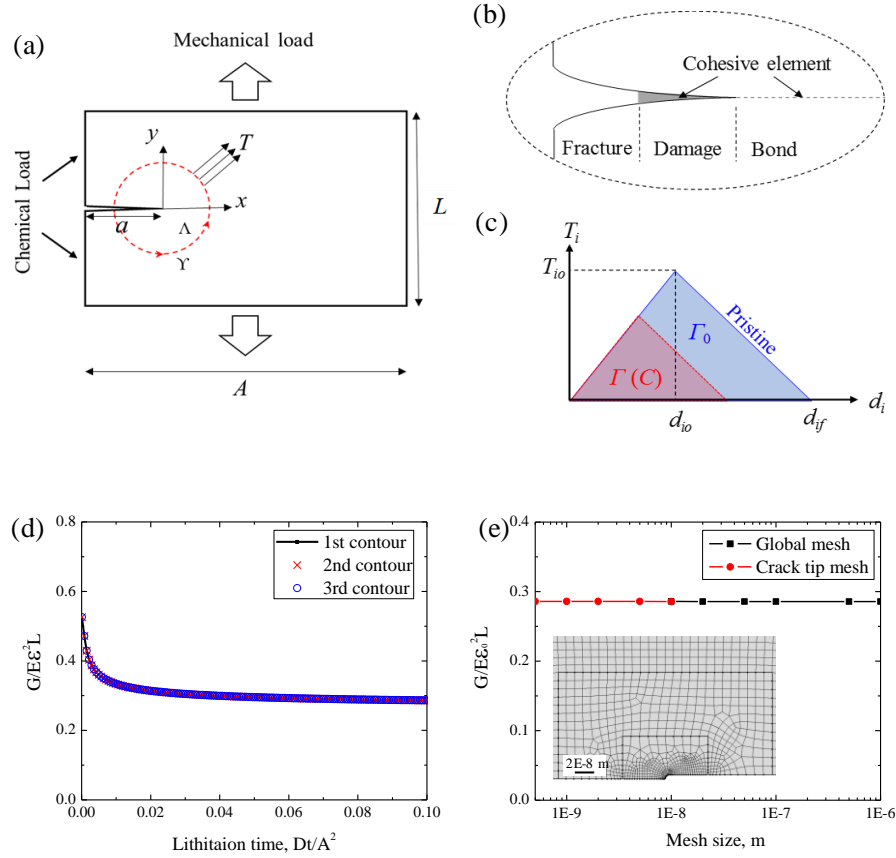 (a)
Mechanical load
Chemical Load
y
T
x
a
Λ
ϒ
L
A
(b)
Cohesive element
Fracture
Damage
Bond
(c)
T_i
T_io
Pristine
Γ_0
Γ (C)
d_io
d_if
d_i
(d)
0.8
0.6
0.4
0.2
0.0
G/Eε²L
1st contour
2nd contour
3rd contour
0.00 0.02 0.04 0.06 0.08 0.10
Lithitaion time, Dt/A²
(e)
0.4
0.3
0.2
0.1
0.0
G/Eε₀²L
Global mesh
Crack tip mesh
2E-8 m
1E-9 1E-8 1E-7 1E-6
Mesh size, m